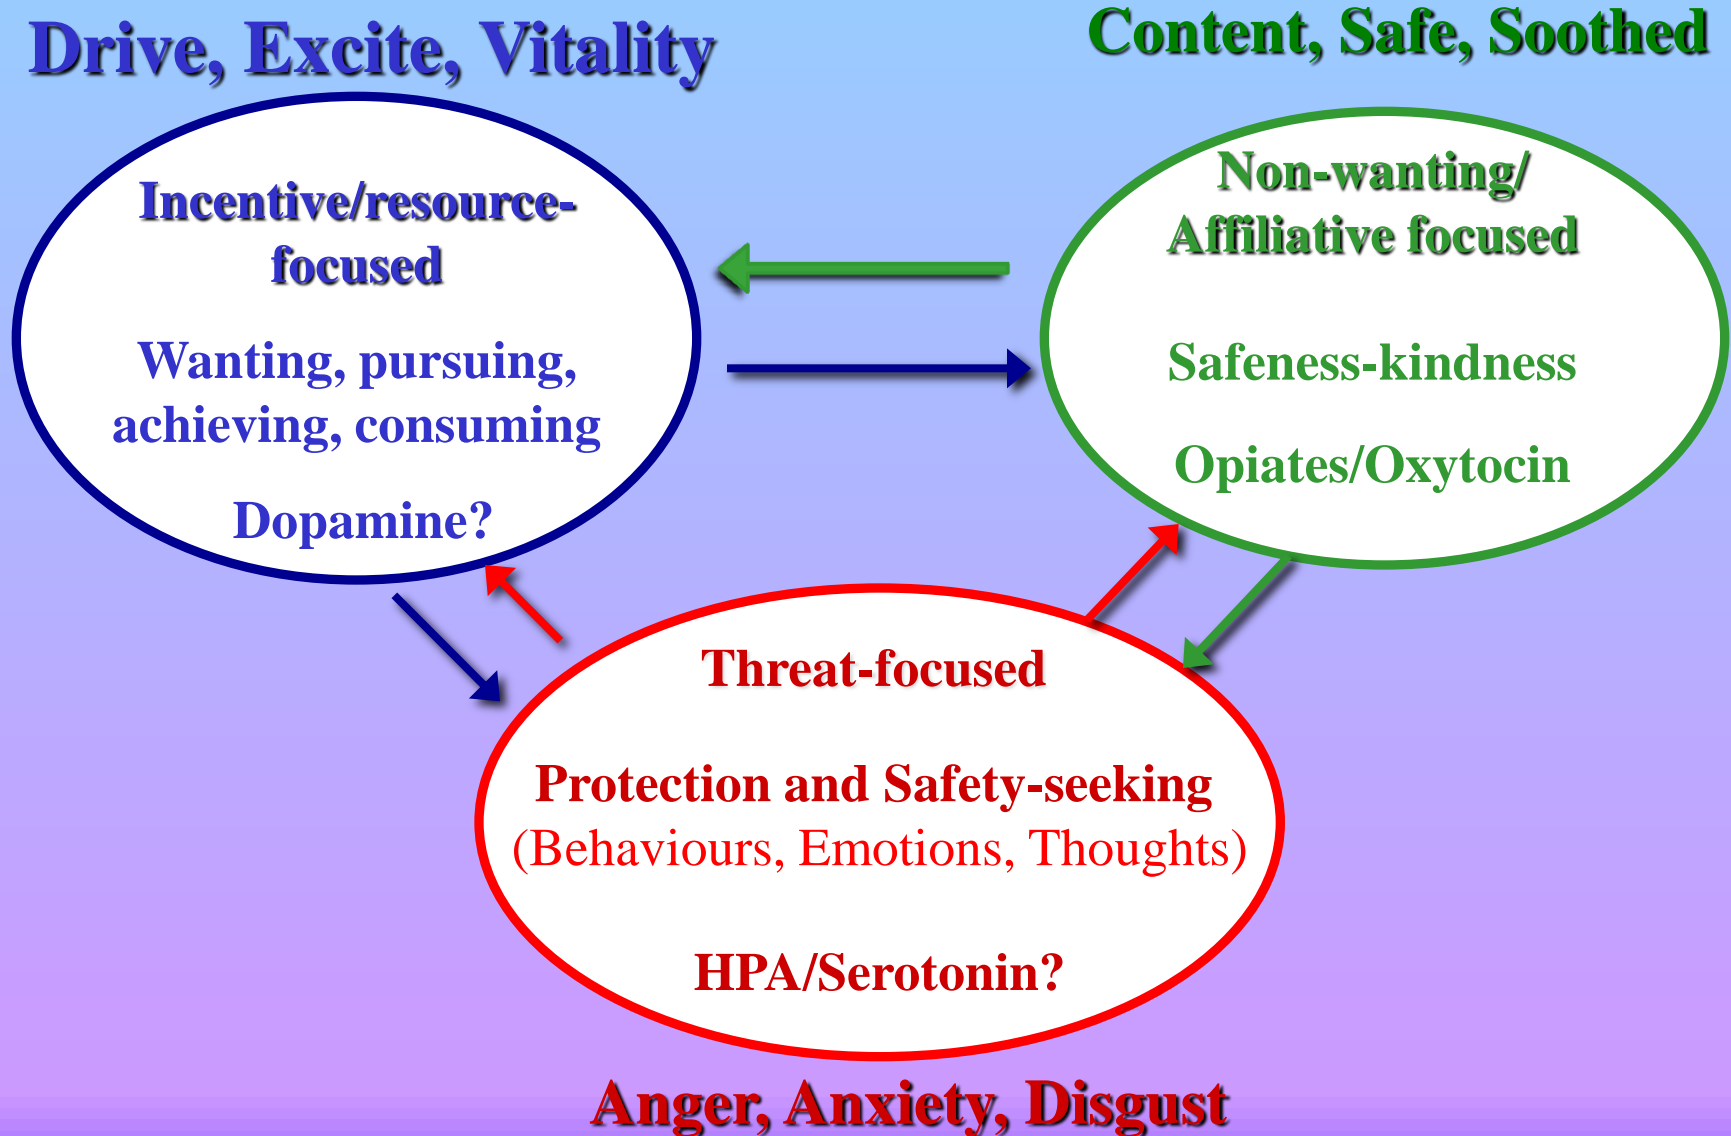 Drive, Excite, Vitality
Content, Safe, Soothed
Incentive/resource-
focused
Wanting, pursuing,
achieving, consuming
Dopamine?
Non-wanting/
Affiliative focused
Safeness-kindness
Opiates/Oxytocin
Threat-focused
Protection and Safety-seeking
(Behaviours, Emotions, Thoughts)
HPA/Serotonin?
Anger, Anxiety, Disgust